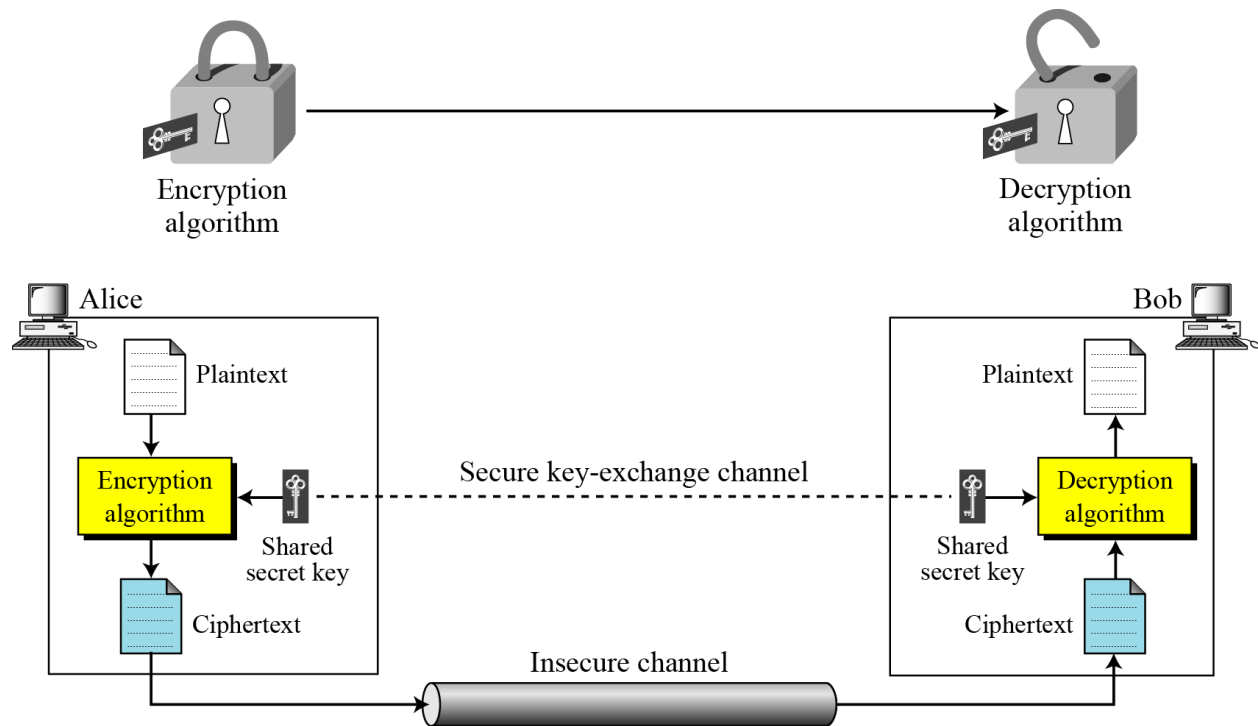 Encryption
algorithm
Decryption
algorithm
Alice
Bob
Plaintext
Plaintext
Encryption
algorithm
Secure key-exchange channel
Decryption
algorithm
Shared
secret key
Shared
secret key
Ciphertext
Ciphertext
Insecure channel